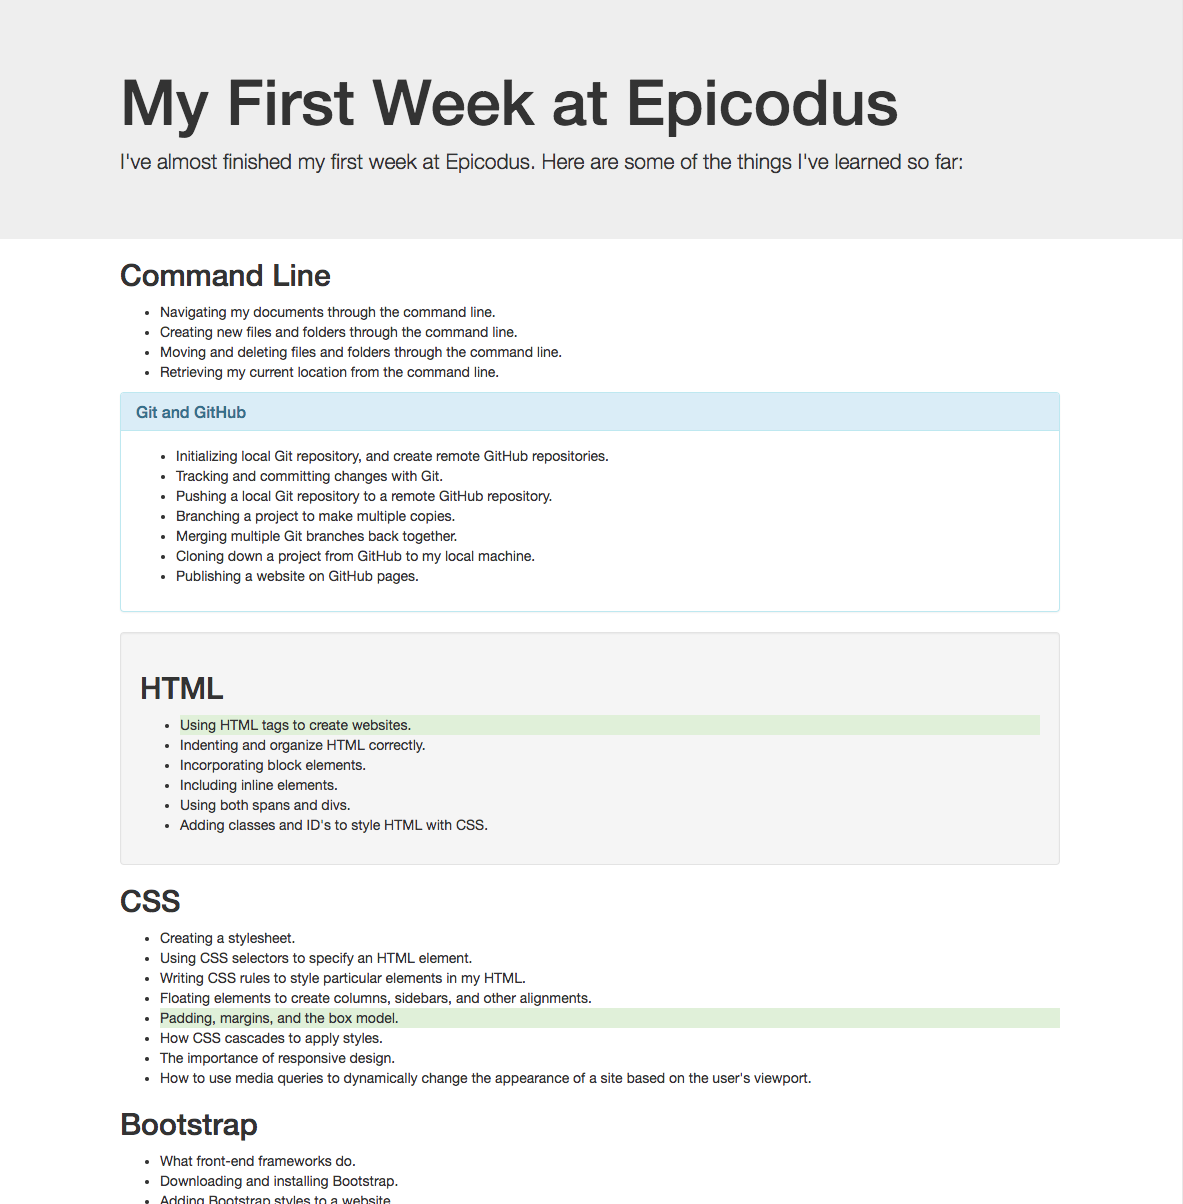 My First Week at Epicodus
I've almost finished my first week at Epicodus. Here are some of the things I've learned so far:
Command Line
• Navigating my documents through the command line.
• Creating new files and folders through the command line.
• Moving and deleting files and folders through the command line.
• Retrieving my current location from the command line.
Git and GitHub
• Initializing local Git repository, and create remote GitHub repositories.
• Tracking and committing changes with Git.
• Pushing a local Git repository to a remote GitHub repository.
• Branching a project to make multiple copies.
• Merging multiple Git branches back together.
• Cloning down a project from GitHub to my local machine.
• Publishing a website on GitHub pages.
HTML
• Using HTML tags to create websites.
• Indenting and organize HTML correctly.
• Incorporating block elements.
• Including inline elements.
• Using both spans and divs.
• Adding classes and ID's to style HTML with CSS.
CSS
• Creating a stylesheet.
• Using CSS selectors to specify an HTML element.
• Writing CSS rules to style particular elements in my HTML.
• Floating elements to create columns, sidebars, and other alignments.
• Padding, margins, and the box model.
• How CSS cascades to apply styles.
• The importance of responsive design.
• How to use media queries to dynamically change the appearance of a site based on the user's viewport.
Bootstrap
• What front-end frameworks do.
• Downloading and installing Bootstrap.
• Adding Bootstrap styles to a website